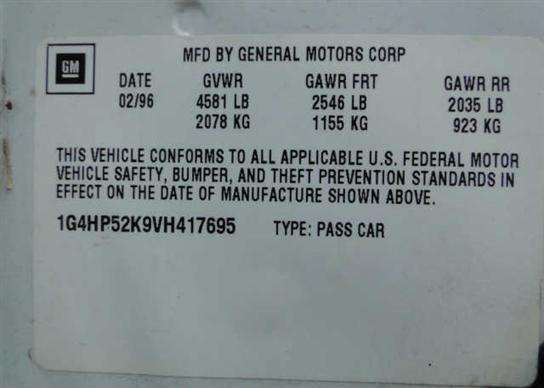 GM
MFD BY GENERAL MOTORS CORP
DATE GVWR GAWR FRT GAWR RR
02/96 4581 LB 2546 LB 2035 LB
2078 KG 1155 KG 923 KG
THIS VEHICLE CONFORMS TO ALL APPLICABLE U.S. FEDERAL MOTOR
VEHICLE SAFETY, BUMPER, AND THEFT PREVENTION STANDARDS IN
EFFECT ON THE DATE OF MANUFACTURE SHOWN ABOVE.
1G4HP52K9VH417695 TYPE: PASS CAR